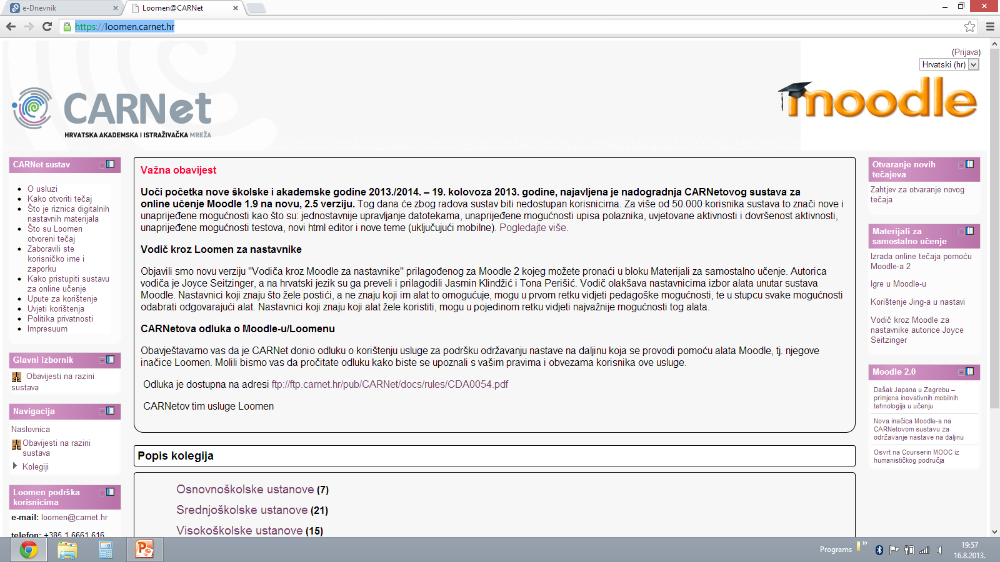 e-Dnevnik
Loomen@CARNet
https://loomen.carnet.hr
(Prijava)
Hrvatski (hr)
CARNet
HRVATSKA AKADEMSKA I ISTRAŽIVAČKA MREŽA
moodle
CARNet sustav
O usluzi
Kako otvoriti tečaj
Što je riznica digitalnih
nastavnih materijala
Što su Loomen
otvoreni tečaj
Zaboravili ste
korisničko ime i
zaporku
Kako pristupiti sustavu
za online učenje
Upute za korištenje
Uvjeti korištenja
Politika privatnosti
Impresuum
Glavni izbornik
Obavijesti na razini
sustava
Navigacija
Naslovnica
Obavijesti na razini
sustava
Kolegiji
Loomen podrška
korisnicima
e-mail: loomen@carnet.hr
telefon: +385 1 6661 616
Važna obavijest
Uoči početka nove školske i akademske godine 2013./2014. – 19. kolovoza 2013. godine, najavljena je nadogradnja CARNetovog sustava za
online učenje Moodle 1.9 na novu, 2.5 verziju. Tog dana će zbog radova sustav biti nedostupan korisnicima. Za više od 50.000 korisnika sustava to znači nove i
unaprijeđene mogućnosti kao što su: jednostavnije upravljanje datotekama, unaprijeđene mogućnosti upisa polaznika, uvjetovane aktivnosti i dovršenost aktivnosti,
unaprijeđene mogućnosti testova, novi html editor i nove teme (uključujući mobilne). Pogledajte više.
Vodič kroz Loomen za nastavnike
Objavili smo novu verziju "Vodiča kroz Moodle za nastavnike" prilagođenog za Moodle 2 kojeg možete pronaći u bloku Materijali za samostalno učenje. Autorica
vodiča je Joyce Seitzinger, a na hrvatski jezik su ga preveli i prilagodili Jasmin Klindžić i Tona Perišić. Vodič olakšava nastavnicima izbor alata unutar sustava
Moodle. Nastavnici koji znaju što žele postići, a ne znaju koji im alat to omogućuje, mogu u prvom retku vidjeti pedagoške mogućnosti, te u stupcu svake mogućnosti
odabrati odgovarajući alat. Nastavnici koji znaju koji alat žele koristiti, mogu u pojedinom retku vidjeti najvažnije mogućnosti tog alata.
CARNetova odluka o Moodle-u/Loomenu
Obavještavamo vas da je CARNet donio odluku o korištenju usluge za podršku održavanju nastave na daljinu koja se provodi pomoću alata Moodle, tj. njegove
inačice Loomen. Molili bismo vas da pročitate odluku kako biste se upoznali s vašim pravima i obvezama korisnika ove usluge.
Odluka je dostupna na adresi ftp://ftp.carnet.hr/pub/CARNet/docs/rules/CDA0054.pdf
CARNetov tim usluge Loomen
Popis kolegija
Osnovnoškolske ustanove (7)
Srednjoškolske ustanove (21)
Visokoškolske ustanove (15)
Otvaranje novih
tečajeva
Zahtjev za otvaranje novog
tečaja
Materijali za
samostalno učenje
Izrada online tečaja pomoću
Moodle-a 2
Igre u Moodle-u
Korištenje Jing-a u nastavi
Vodič kroz Moodle za
nastavnike autorice Joyce
Seitzinger
Moodle 2.0
Dašak Japana u Zagrebu –
primjena inovativnih mobilnih
tehnologija u učenju
Nova inačica Moodle-a na
CARNetovom sustavu za
održavanje nastave na daljinu
Osvrt na Courserin MOOC iz
humanističkog područja
Programs
19:57
16.8.2013.